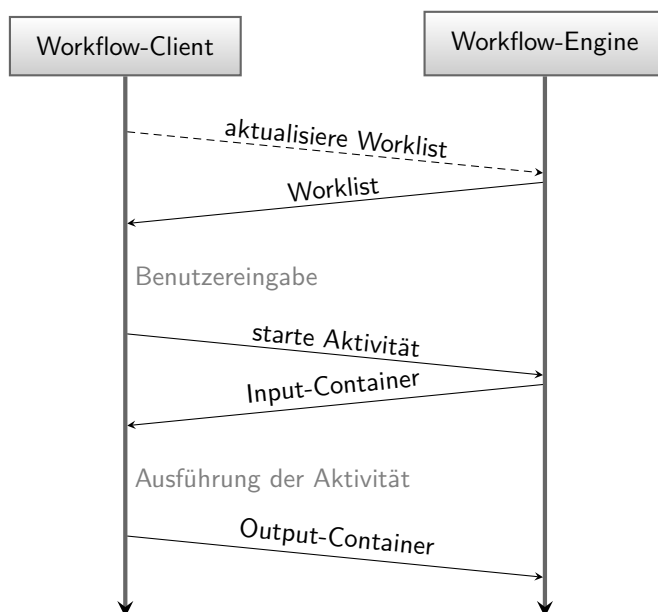 Workflow-Client
Workflow-Engine
aktualisiere Worklist
Worklist
Benutzereingabe
starte Aktivität
Input-Container
Ausführung der Aktivität
Output-Container